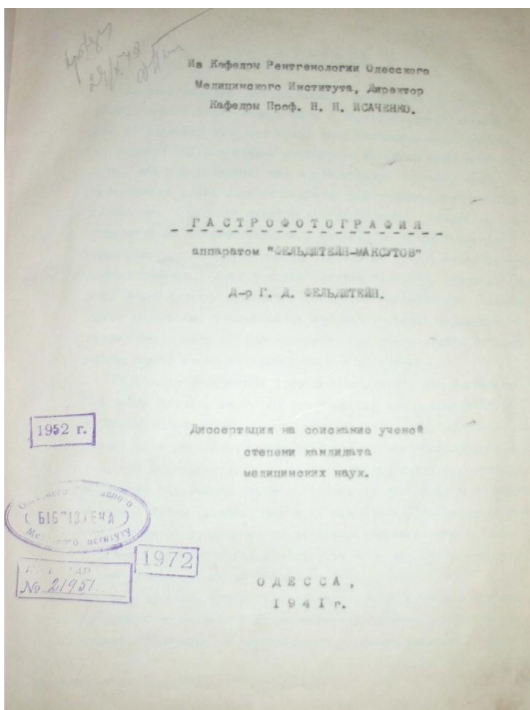 Из Кафедры Рентгенологии Одесского
Медицинского Института, Директор
Кафедры Проф. Н. Н. ИСАЧЕНКО.
ГАСТРОФОТОГРАФИЯ
аппаратом "ФЕЛЬДШТЕЙН-МАКСУТОВ"
Д-р Г. Д. ФЕЛЬДШТЕЙН.
Диссертация на соискание ученой
степени кандидата
медицинских наук.
1952 г.
БІБЛІОТЕКА
1972
№ 21951
ОДЕССА,
1941 г.